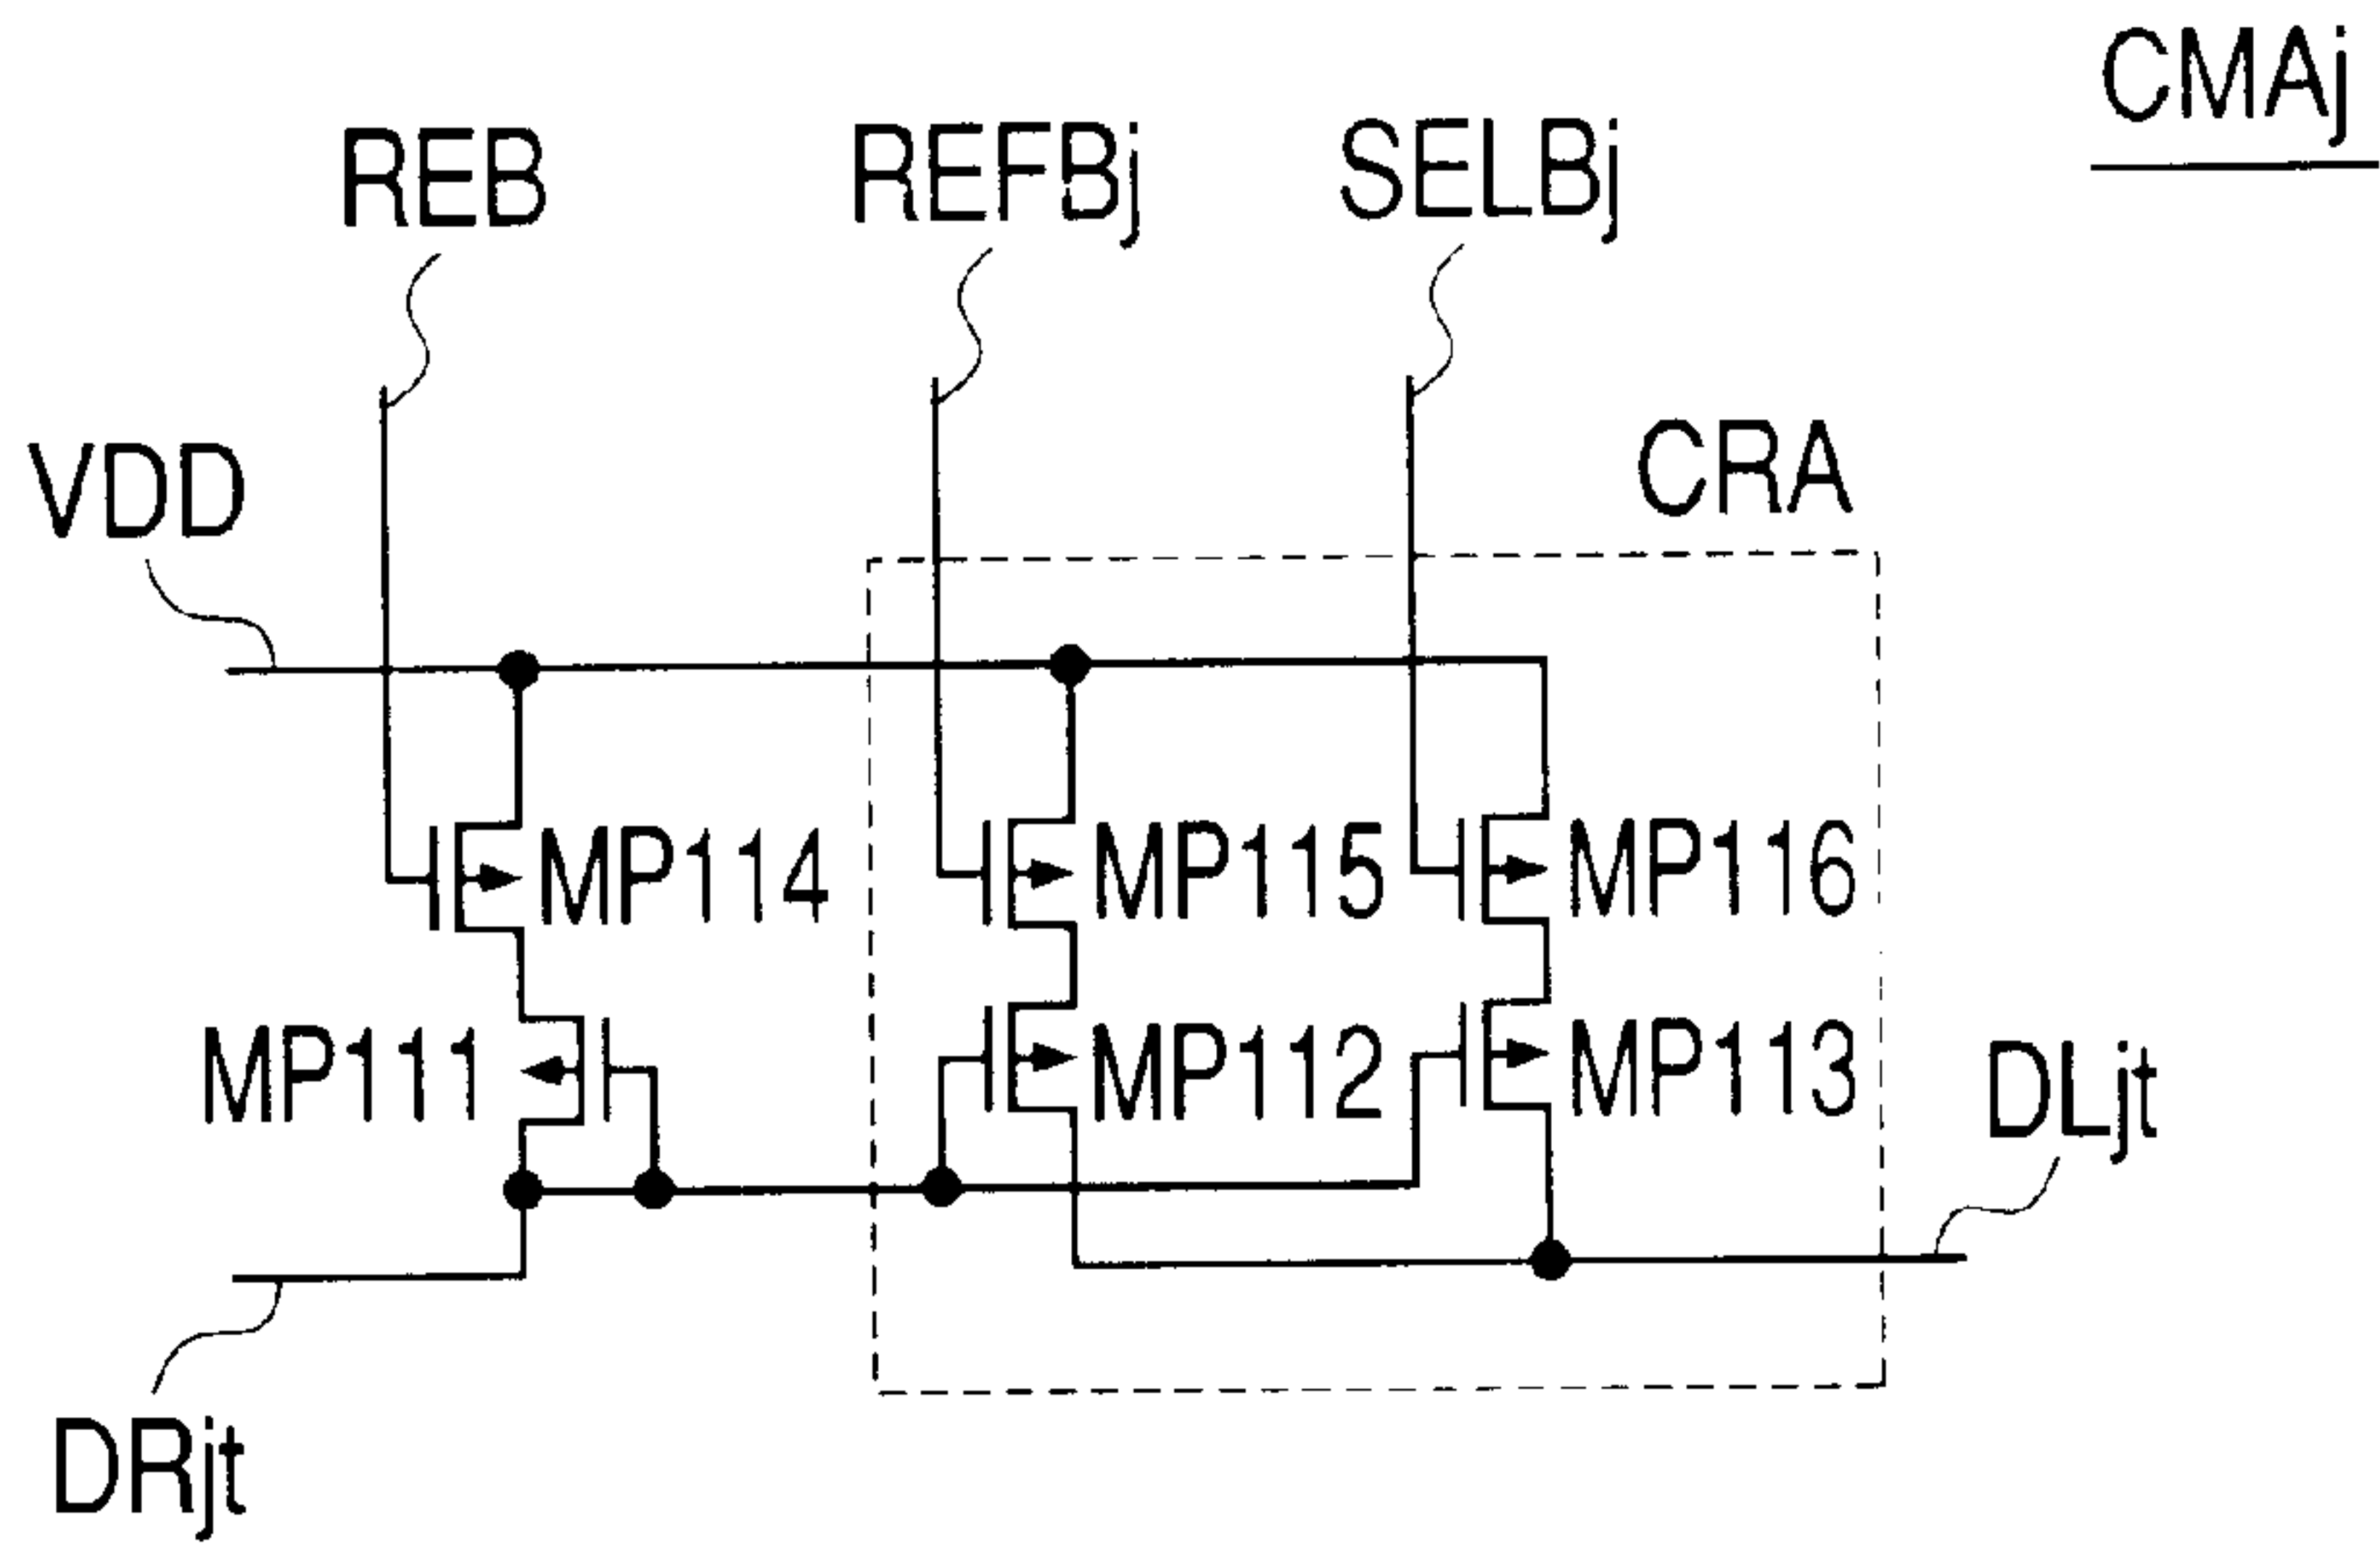 CMAj
REB
REFBj
SELBj
VDD
CRA
MP114
MP115
MP116
MP111
MP112
MP113
DLjt
DRjt